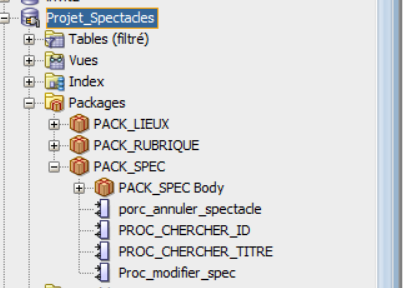 Projet_Spectacles
Tables (filtré)
Vues
Index
Packages
PACK_LIEUX
PACK_RUBRIQUE
PACK_SPEC
PACK_SPEC Body
porc_annuler_spectacle
PROC_CHERCHER_ID
PROC_CHERCHER_TITRE
Proc_modifier_spec